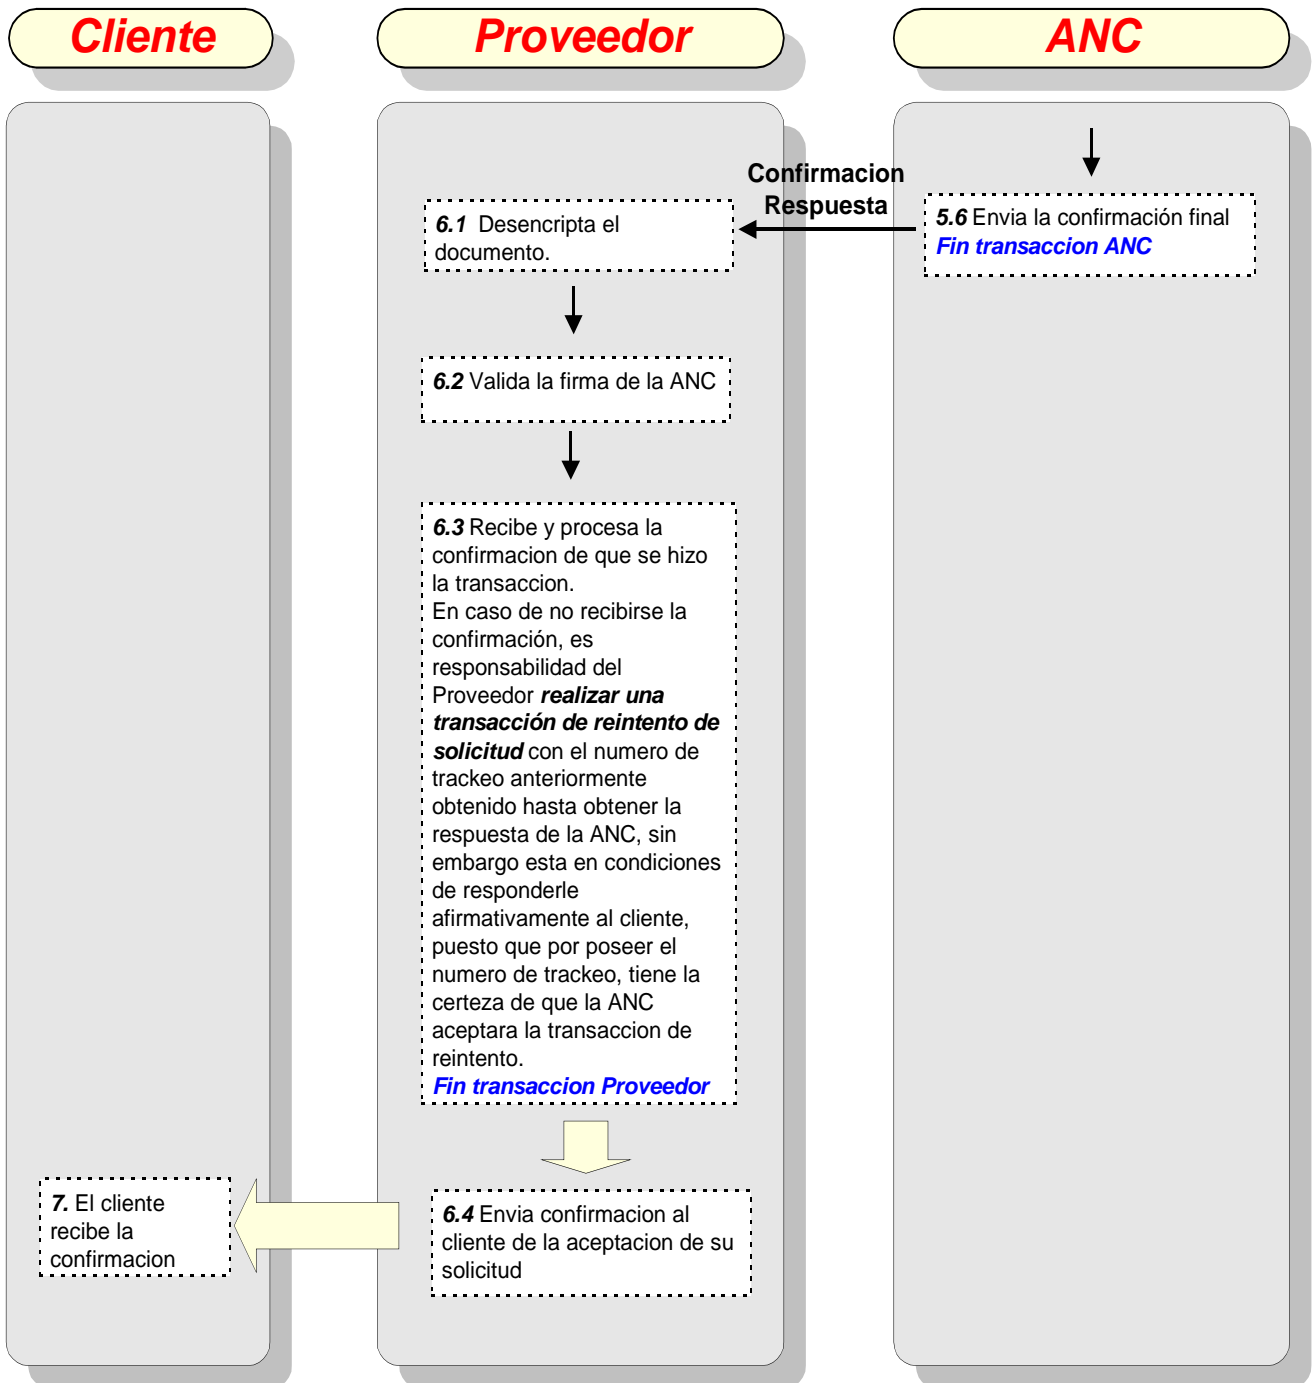 Cliente
Proveedor
ANC
Confirmacion
Respuesta
5.6 Envia la confirmación final
Fin transaccion ANC
6.1 Desencripta el
documento.
6.2 Valida la firma de la ANC
6.3 Recibe y procesa la
confirmacion de que se hizo
la transaccion.
En caso de no recibirse la
confirmación, es
responsabilidad del
Proveedor realizar una
transacción de reintento de
solicitud con el numero de
trackeo anteriormente
obtenido hasta obtener la
respuesta de la ANC, sin
embargo esta en condiciones
de responderle
afirmativamente al cliente,
puesto que por poseer el
numero de trackeo, tiene la
certeza de que la ANC
aceptara la transaccion de
reintento.
Fin transaccion Proveedor
6.4 Envia confirmacion al
cliente de la aceptacion de su
solicitud
7. El cliente
recibe la
confirmacion